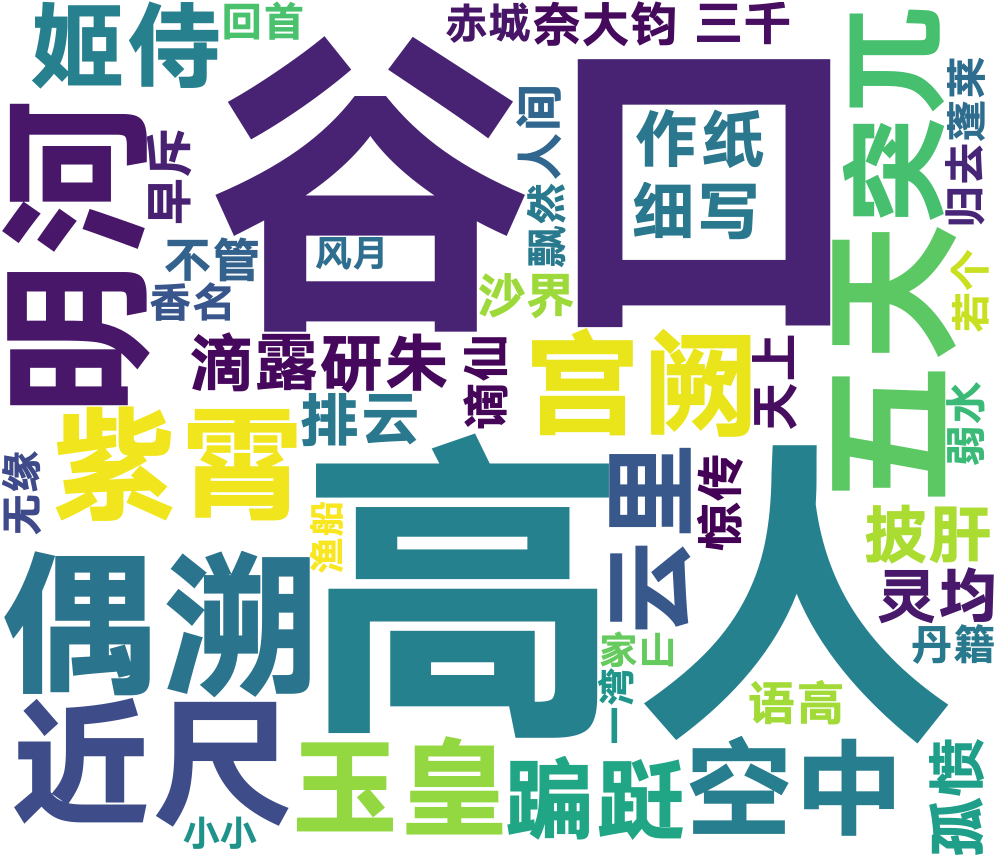 姬侍
回首
赤城
奈大钧
三千
突兀
谷口
作纸
细写
人间
蓬莱
明河
早斥
归去
飘然
不管
风月
五天
香名
沙界
若个
滴露研朱
谪仙
宫阙
天上
紫霄
排云
弱水
无缘
高人
云里
惊传
渔船
披肝
偶溯
灵均
丹籍
家山
一湾
语高
近尺
玉皇
蹁跹
空中
孤愤
小小